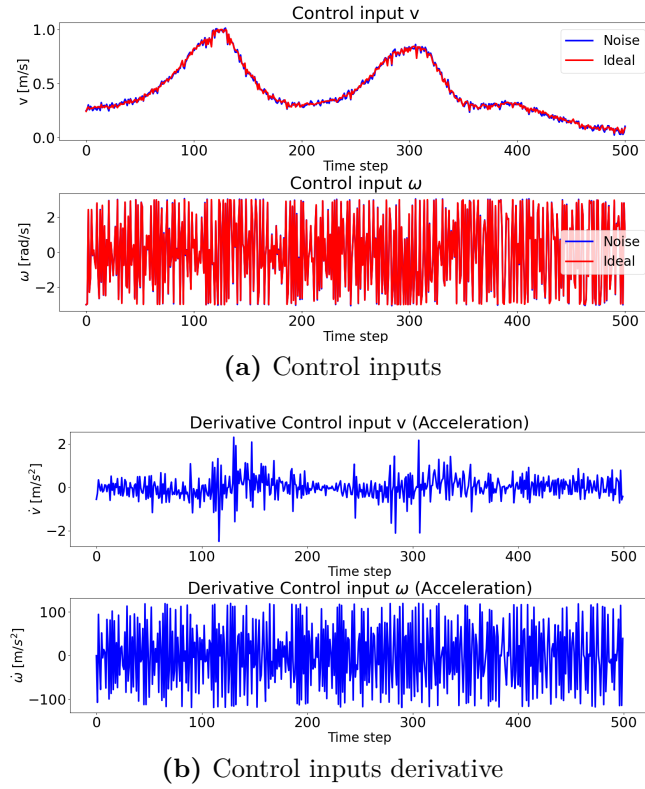 Control input v
v [m/s]
1.0
0.5
0.0
Noise
Ideal
0 100 200 300 400 500
Time step
Control input ω
ω [rad/s]
2
0
−2
Noise
Ideal
0 100 200 300 400 500
Time step
(a) Control inputs
Derivative Control input v (Acceleration)
v̇ [m/s²]
2
0
−2
0 100 200 300 400 500
Time step
Derivative Control input ω (Acceleration)
ω̇ [m/s²]
100
0
−100
0 100 200 300 400 500
Time step
(b) Control inputs derivative